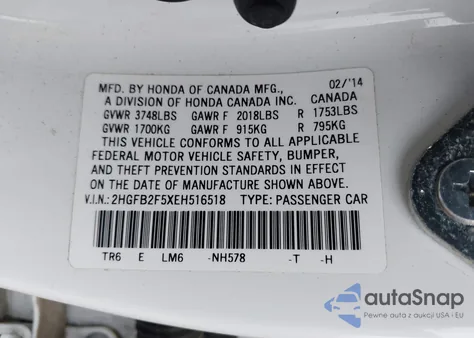 MFD. BY HONDA OF CANADA MFG., 02/'14
A DIVISION OF HONDA CANADA INC. CANADA
GVWR 3748LBS GAWR F 2018LBS R 1753LBS
GVWR 1700KG GAWR F 915KG R 795KG
THIS VEHICLE CONFORMS TO ALL APPLICABLE
FEDERAL MOTOR VEHICLE SAFETY, BUMPER,
AND THEFT PREVENTION STANDARDS IN EFFECT
ON THE DATE OF MANUFACTURE SHOWN ABOVE.
V.I.N.: 2HGFB2F5XEH516518 TYPE: PASSENGER CAR
TR6 E LM6 -NH578 -T -H
autoSnap
Pewne auta z aukcji USA - EU